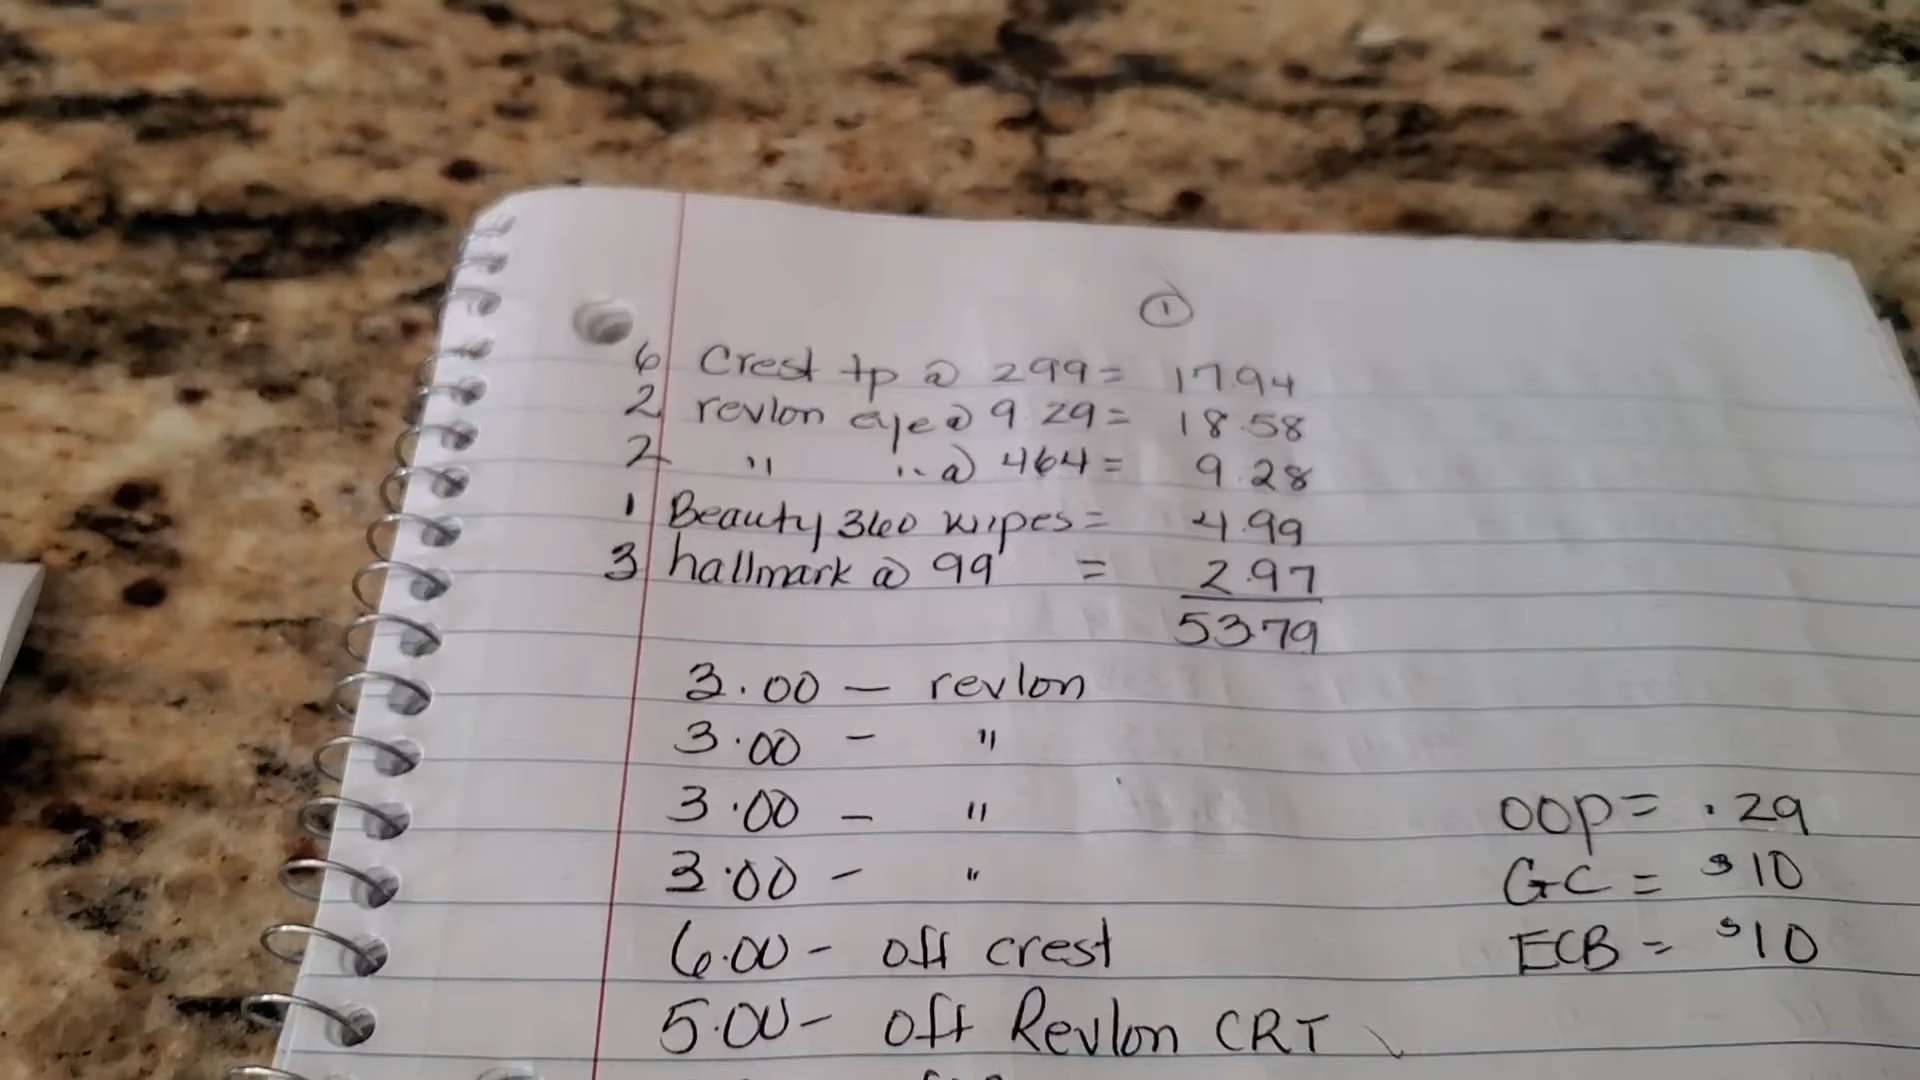 1
6 Crest tp @ 299 = 17.94
2 revlon eye @ 9.29 = 18.58
2 " " @ 464 = 9.28
1 Beauty 360 wipes = 4.99
3 hallmark @ 99 = 2.97
53.79
3.00 — revlon
3.00 - "
3.00 - "
3.00 - "
6.00 - off crest
5.00 - off Revlon CRT
OOP = .29
GC = $10
ECB = $10